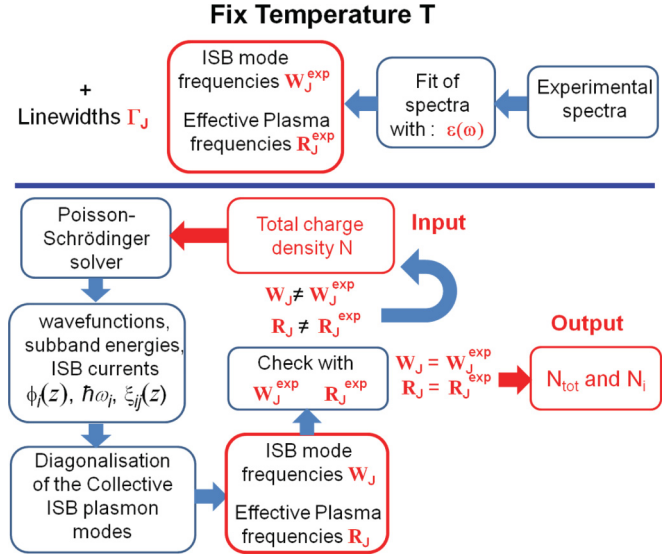 Fix Temperature T
+
Linewidths Γ_J
ISB mode
frequencies W_J^exp
Effective Plasma
frequencies R_J^exp
Fit of
spectra
with : ε(ω)
Experimental
spectra
Poisson-
Schrödinger
solver
Total charge
density N
Input
W_J ≠ W_J^exp
R_J ≠ R_J^exp
wavefunctions,
subband energies,
ISB currents
ϕ_i(z), ħω_i, ξ_ij(z)
Check with
W_J^exp R_J^exp
W_J = W_J^exp
R_J = R_J^exp
Output
N_tot and N_i
Diagonalisation
of the Collective
ISB plasmon
modes
ISB mode
frequencies W_J
Effective Plasma
frequencies R_J